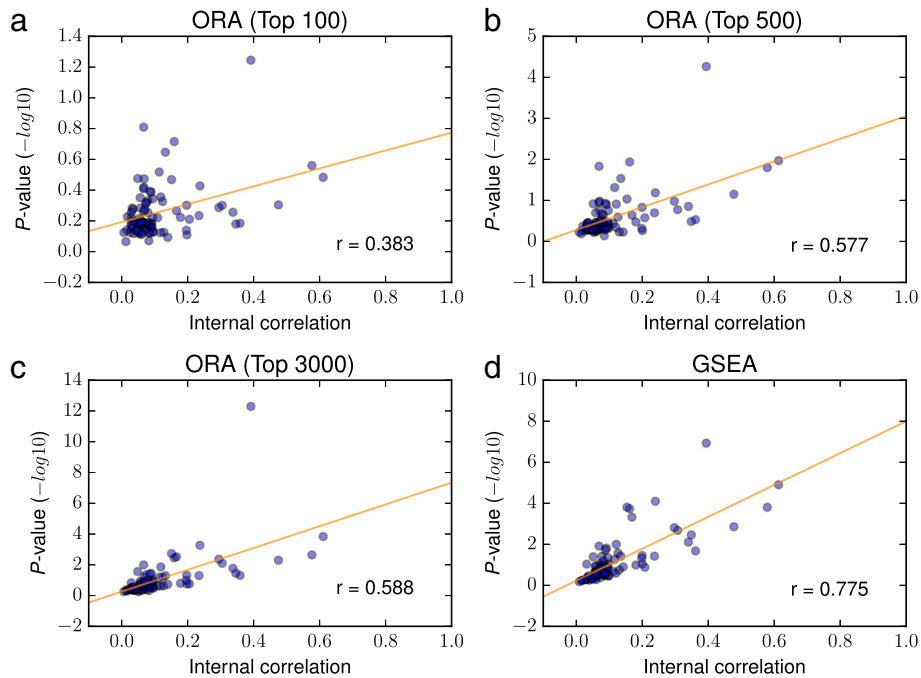 a
ORA (Top 100)
P-value (−log10)
1.4
1.2
1.0
0.8
0.6
0.4
0.2
0.0
−0.2
0.0 0.2 0.4 0.6 0.8 1.0
Internal correlation
r = 0.383
b
ORA (Top 500)
P-value (−log10)
5
4
3
2
1
0
−1
0.0 0.2 0.4 0.6 0.8 1.0
Internal correlation
r = 0.577
c
ORA (Top 3000)
P-value (−log10)
14
12
10
8
6
4
2
0
−2
0.0 0.2 0.4 0.6 0.8 1.0
Internal correlation
r = 0.588
d
GSEA
P-value (−log10)
10
8
6
4
2
0
−2
0.0 0.2 0.4 0.6 0.8 1.0
Internal correlation
r = 0.775